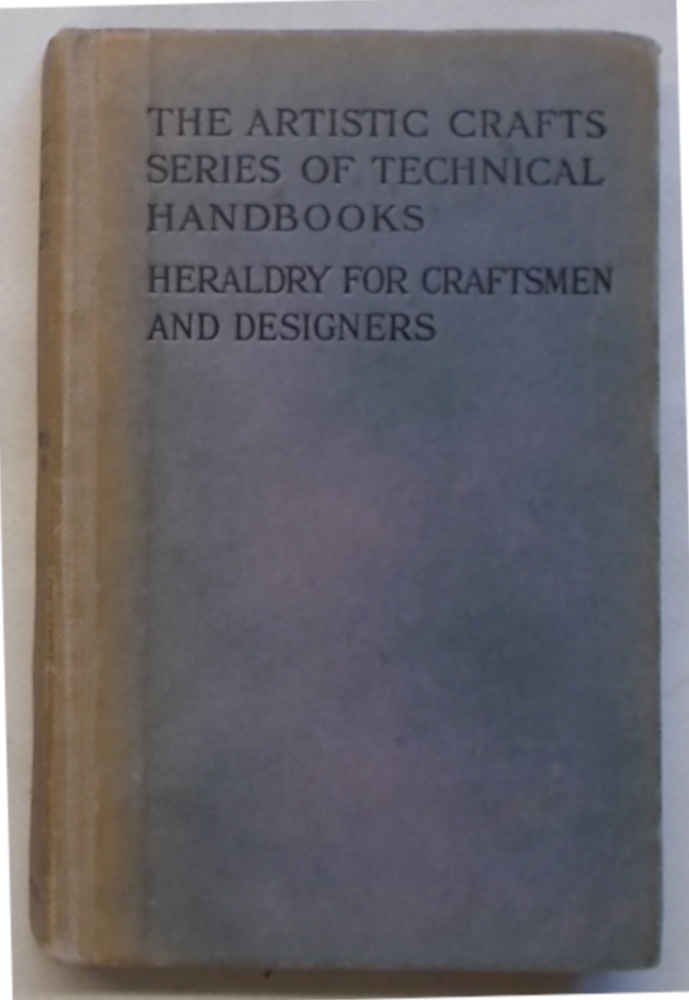 THE ARTISTIC CRAFTS
SERIES OF TECHNICAL
HANDBOOKS
HERALDRY FOR CRAFTSMEN
AND DESIGNERS